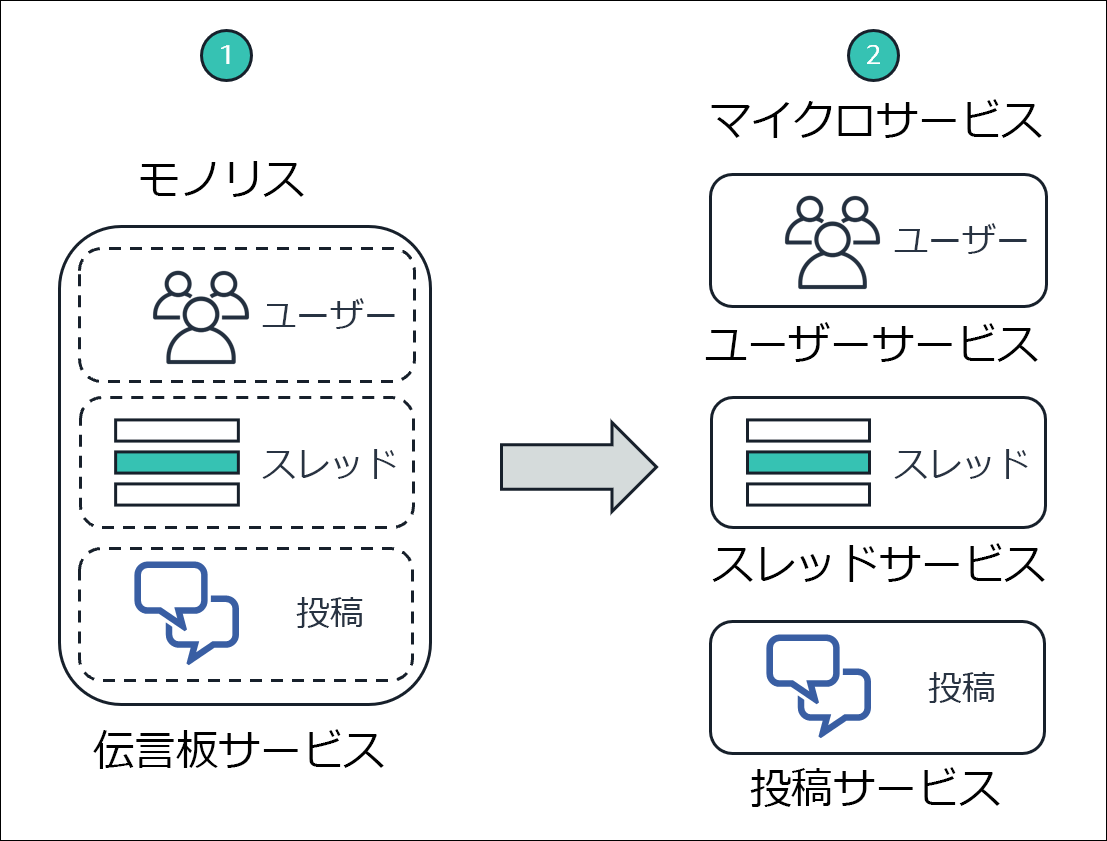 1
モノリス
ユーザー
スレッド
投稿
伝言板サービス
2
マイクロサービス
ユーザー
ユーザーサービス
スレッド
スレッドサービス
投稿
投稿サービス